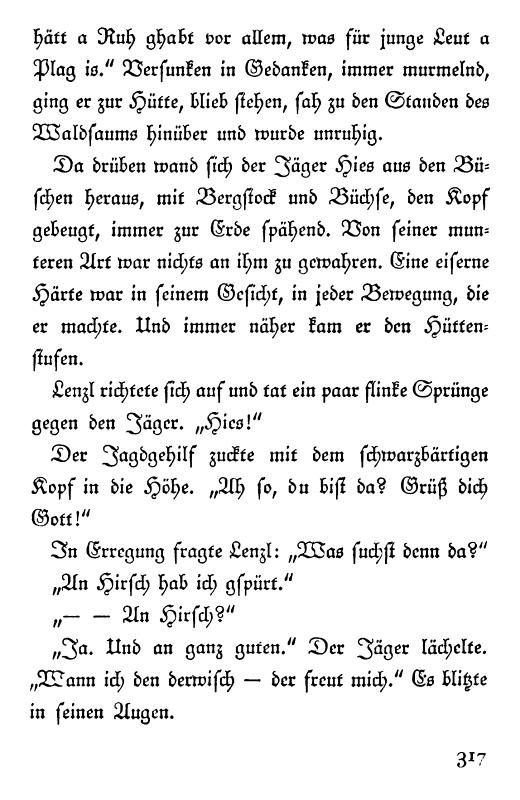 hätt a Ruh ghabt vor allem, was für junge Leut a
Plag is.“ Versunken in Gedanken, immer murmelnd,
ging er zur Hütte, blieb stehen, sah zu den Stauden des
Waldsaums hinüber und wurde unruhig.
Da drüben wand sich der Jäger Hies aus den Bü-
schen heraus, mit Bergstock und Büchse, den Kopf
gebeugt, immer zur Erde spähend. Von seiner mun-
teren Art war nichts an ihm zu gewahren. Eine eiserne
Härte war in seinem Gesicht, in jeder Bewegung, die
er machte. Und immer näher kam er den Hütten-
stufen.
Lenzl richtete sich auf und tat ein paar flinke Sprünge
gegen den Jäger. „Hies!“
Der Jagdgehilf zuckte mit dem schwarzbärtigen
Kopf in die Höhe. „Ah so, du bist da? Grüß dich
Gott!“
In Erregung fragte Lenzl: „Was suchst denn da?“
„An Hirsch hab ich gspürt.“
„— — An Hirsch?“
„Ja. Und an ganz guten.“ Der Jäger lächelte.
„Wann ich den derwisch — der freut mich.“ Es blitzte
in seinen Augen.
317